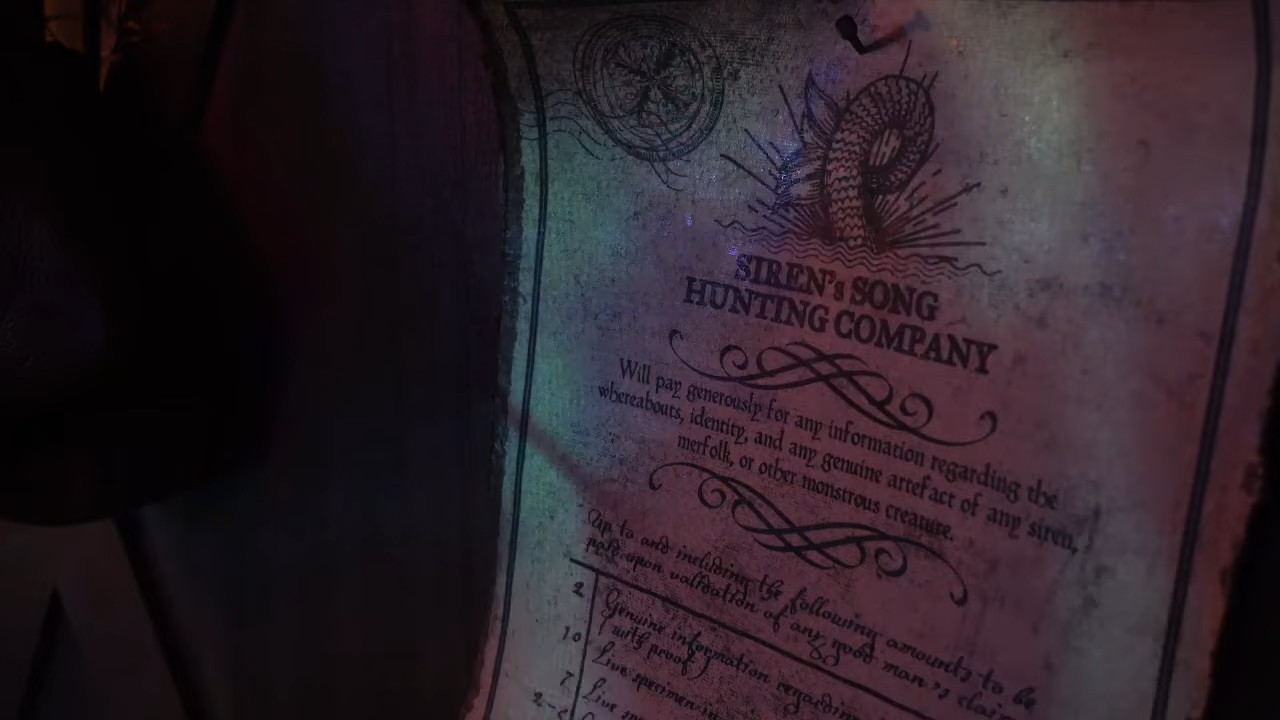 SIREN's SONG
HUNTING COMPANY
Will pay generously for any information regarding the
whereabouts, identity, and any genuine artefact of any siren,
merfolk, or other monstrous creature.
Up to and including the following amounts to be
paid upon validation of any good man's claim
2 Genuine information regarding
(with proof)
10 Live specimen in
7 Live
2-